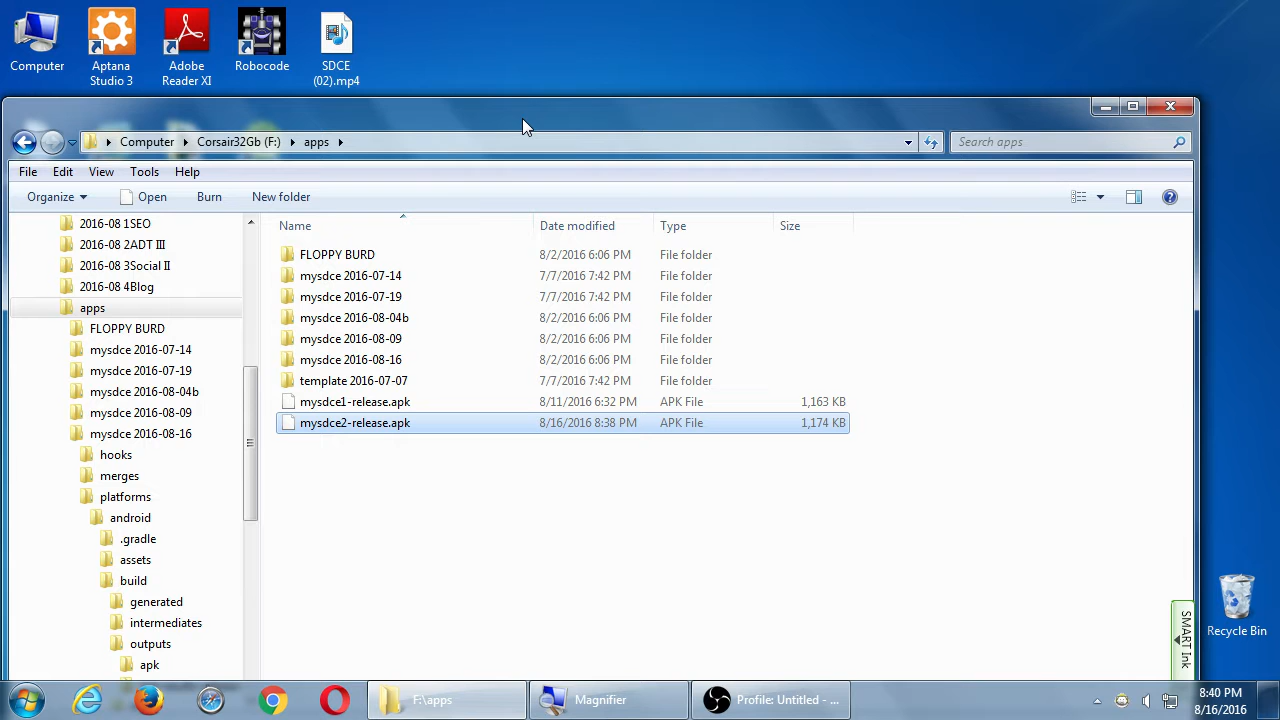 Computer
Aptana Studio 3
Adobe Reader XI
Robocode
SDCE (02).mp4
Computer Corsair32Gb (F:) apps
Search apps
File Edit View Tools Help
Organize Open Burn New folder
2016-08 1SEO
2016-08 2ADT III
2016-08 3Social II
2016-08 4Blog
apps
FLOPPY BURD
mysdce 2016-07-14
mysdce 2016-07-19
mysdce 2016-08-04b
mysdce 2016-08-09
mysdce 2016-08-16
hooks
merges
platforms
android
.gradle
assets
build
generated
intermediates
outputs
apk
Name Date modified Type Size
FLOPPY BURD 8/2/2016 6:06 PM File folder
mysdce 2016-07-14 7/7/2016 7:42 PM File folder
mysdce 2016-07-19 7/7/2016 7:42 PM File folder
mysdce 2016-08-04b 8/2/2016 6:06 PM File folder
mysdce 2016-08-09 8/2/2016 6:06 PM File folder
mysdce 2016-08-16 8/2/2016 6:06 PM File folder
template 2016-07-07 7/7/2016 7:42 PM File folder
mysdce1-release.apk 8/11/2016 6:32 PM APK File 1,163 KB
mysdce2-release.apk 8/16/2016 8:38 PM APK File 1,174 KB
SMART Ink
Recycle Bin
F:\apps
Magnifier
Profile: Untitled - ...
8:40 PM
8/16/2016